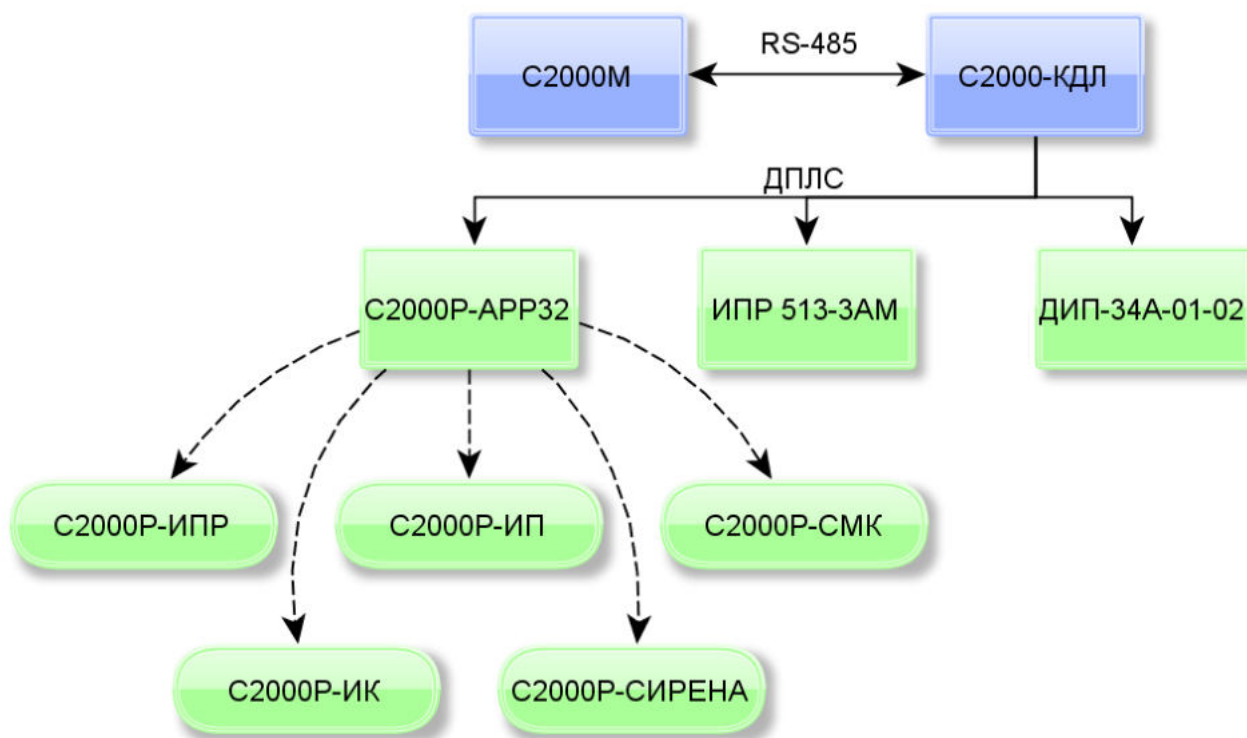 RS-485
С2000М
С2000-КДЛ
ДПЛС
С2000Р-АРР32
ИПР 513-3АМ
ДИП-34А-01-02
С2000Р-ИПР
С2000Р-ИП
С2000Р-СМК
С2000Р-ИК
С2000Р-СИРЕНА